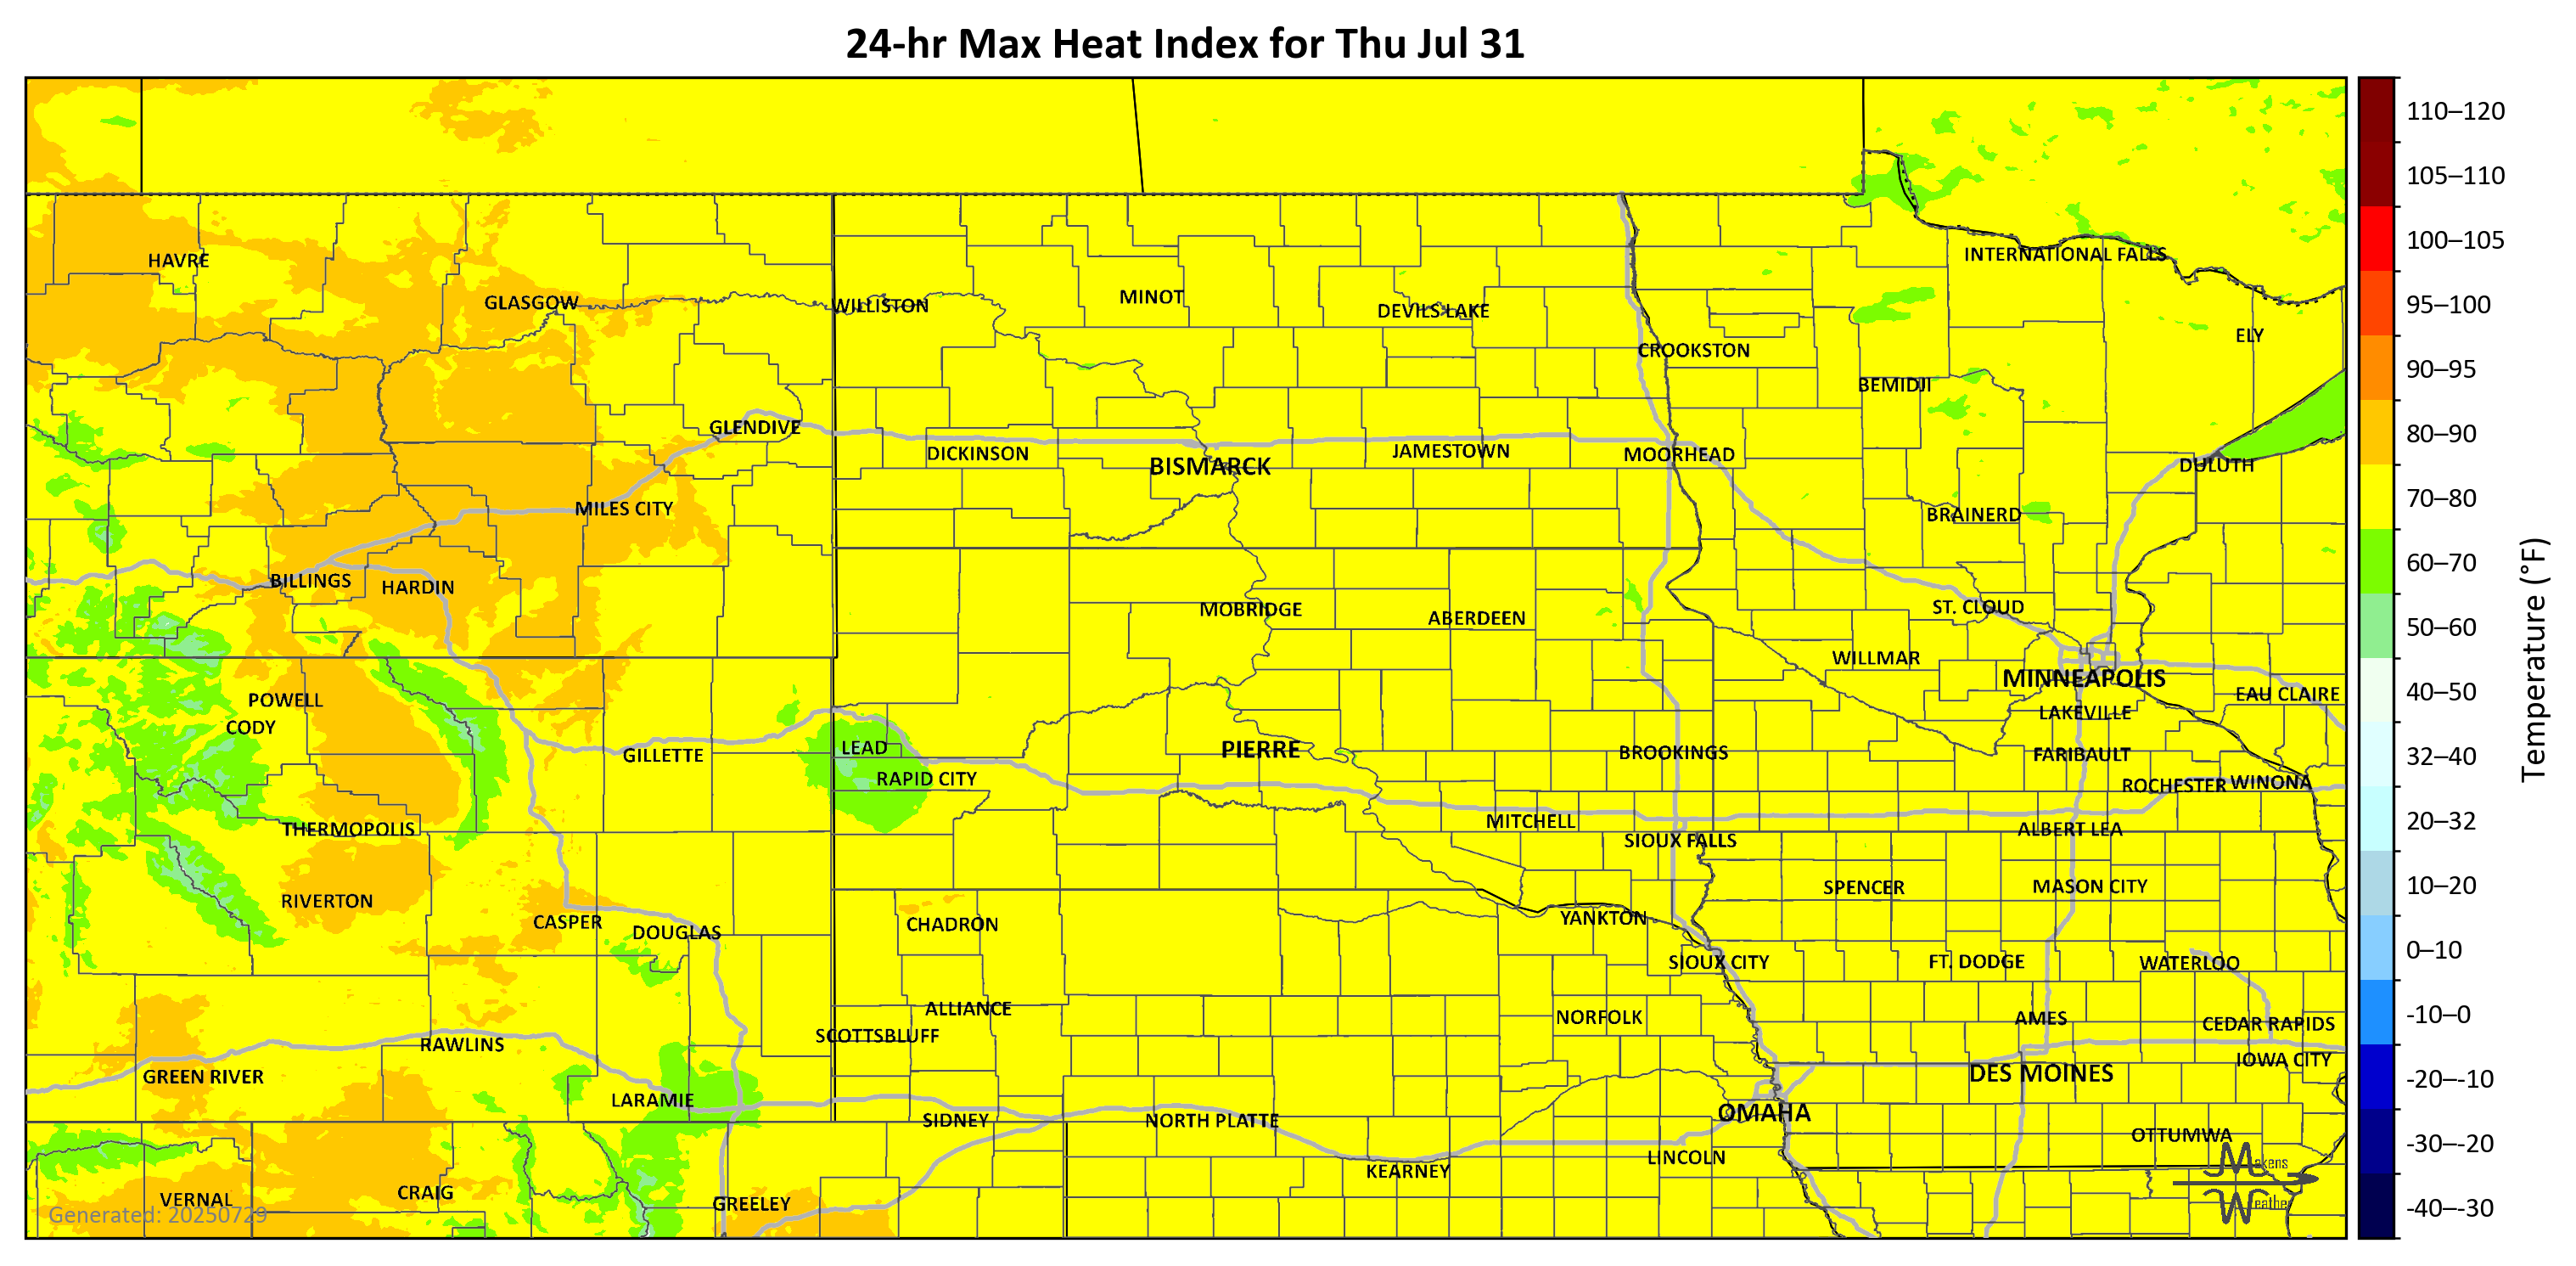 24-hr Max Heat Index for Thu Jul 31
110–120
105–110
100–105
95–100
90–95
80–90
70–80
60–70
50–60
40–50
32–40
20–32
10–20
0–10
-10–0
-20–-10
-30–-20
-40–-30
Temperature (°F)
INTERNATIONAL FALLS
HAVRE
GLASGOW
WILLISTON
MINOT
DEVILS LAKE
ELY
CROOKSTON
BEMIDJI
GLENDIVE
DICKINSON
BISMARCK
JAMESTOWN
MOORHEAD
DULUTH
MILES CITY
BRAINERD
BILLINGS
HARDIN
MOBRIDGE
ABERDEEN
ST. CLOUD
WILLMAR
MINNEAPOLIS
EAU CLAIRE
POWELL
CODY
LAKEVILLE
GILLETTE
LEAD
RAPID CITY
PIERRE
BROOKINGS
FARIBAULT
ROCHESTER
WINONA
THERMOPOLIS
MITCHELL
SIOUX FALLS
ALBERT LEA
RIVERTON
SPENCER
MASON CITY
CASPER
DOUGLAS
CHADRON
YANKTON
SIOUX CITY
FT. DODGE
WATERLOO
ALLIANCE
NORFOLK
AMES
CEDAR RAPIDS
SCOTTSBLUFF
RAWLINS
IOWA CITY
GREEN RIVER
DES MOINES
LARAMIE
SIDNEY
NORTH PLATTE
OMAHA
OTTUMWA
LINCOLN
KEARNEY
VERNAL
CRAIG
GREELEY
Generated: 20250729
Makens
Weather